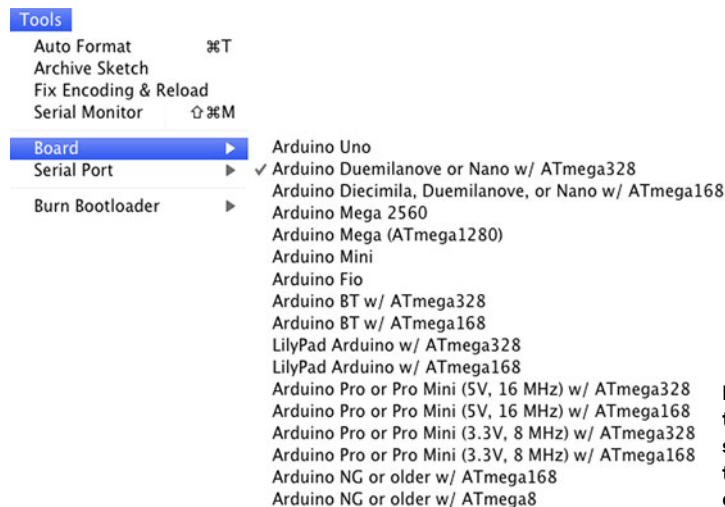 Tools
Auto Format ⌘T
Archive Sketch
Fix Encoding & Reload
Serial Monitor ⇧⌘M
Board ▶
Serial Port ▶
Burn Bootloader ▶
Arduino Uno
✓ Arduino Duemilanove or Nano w/ ATmega328
Arduino Diecimila, Duemilanove, or Nano w/ ATmega168
Arduino Mega 2560
Arduino Mega (ATmega1280)
Arduino Mini
Arduino Fio
Arduino BT w/ ATmega328
Arduino BT w/ ATmega168
LilyPad Arduino w/ ATmega328
LilyPad Arduino w/ ATmega168
Arduino Pro or Pro Mini (5V, 16 MHz) w/ ATmega328
Arduino Pro or Pro Mini (5V, 16 MHz) w/ ATmega168
Arduino Pro or Pro Mini (3.3V, 8 MHz) w/ ATmega328
Arduino Pro or Pro Mini (3.3V, 8 MHz) w/ ATmega168
Arduino NG or older w/ ATmega168
Arduino NG or older w/ ATmega8